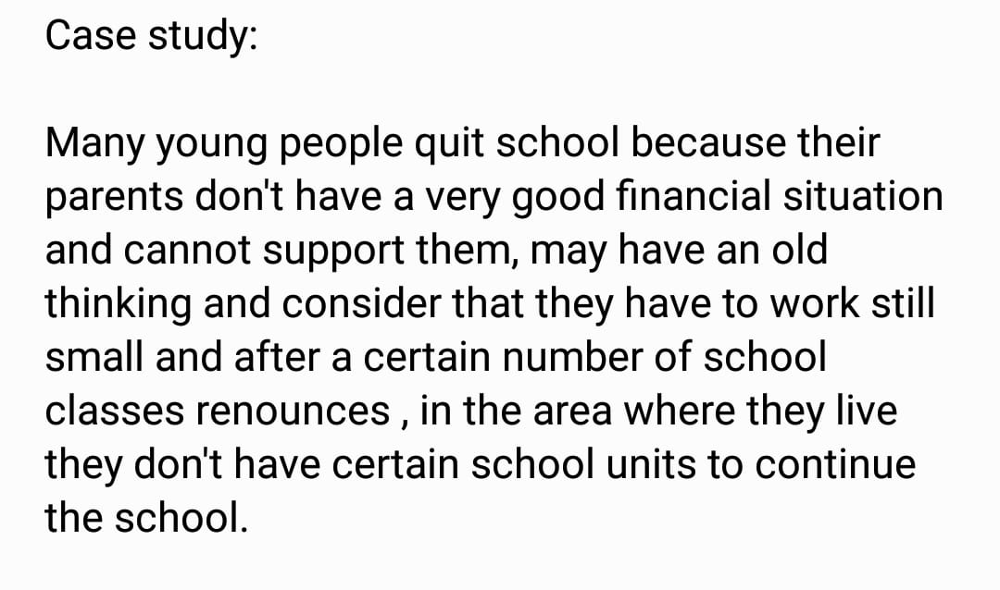 Case study:
Many young people quit school because their
parents don't have a very good financial situation
and cannot support them, may have an old
thinking and consider that they have to work still
small and after a certain number of school
classes renounces , in the area where they live
they don't have certain school units to continue
the school.